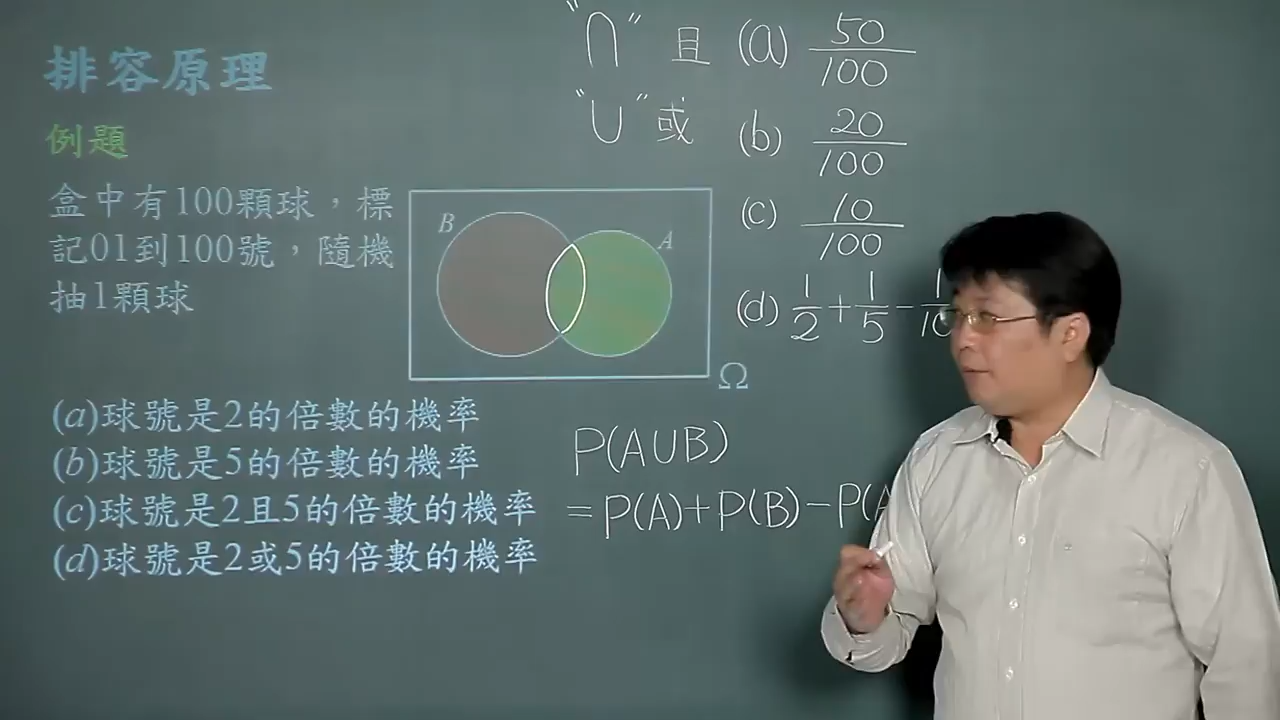 排容原理
例題
盒中有100顆球，標
記01到100號，隨機
抽1顆球
(a)球號是2的倍數的機率
(b)球號是5的倍數的機率
(c)球號是2且5的倍數的機率
(d)球號是2或5的倍數的機率
B
A
Ω
"∩" 且
"∪" 或
(a) 50/100
(b) 20/100
(c) 10/100
(d) 1/2+1/5-1/10
P(A∪B)
=P(A)+P(B)-P(A